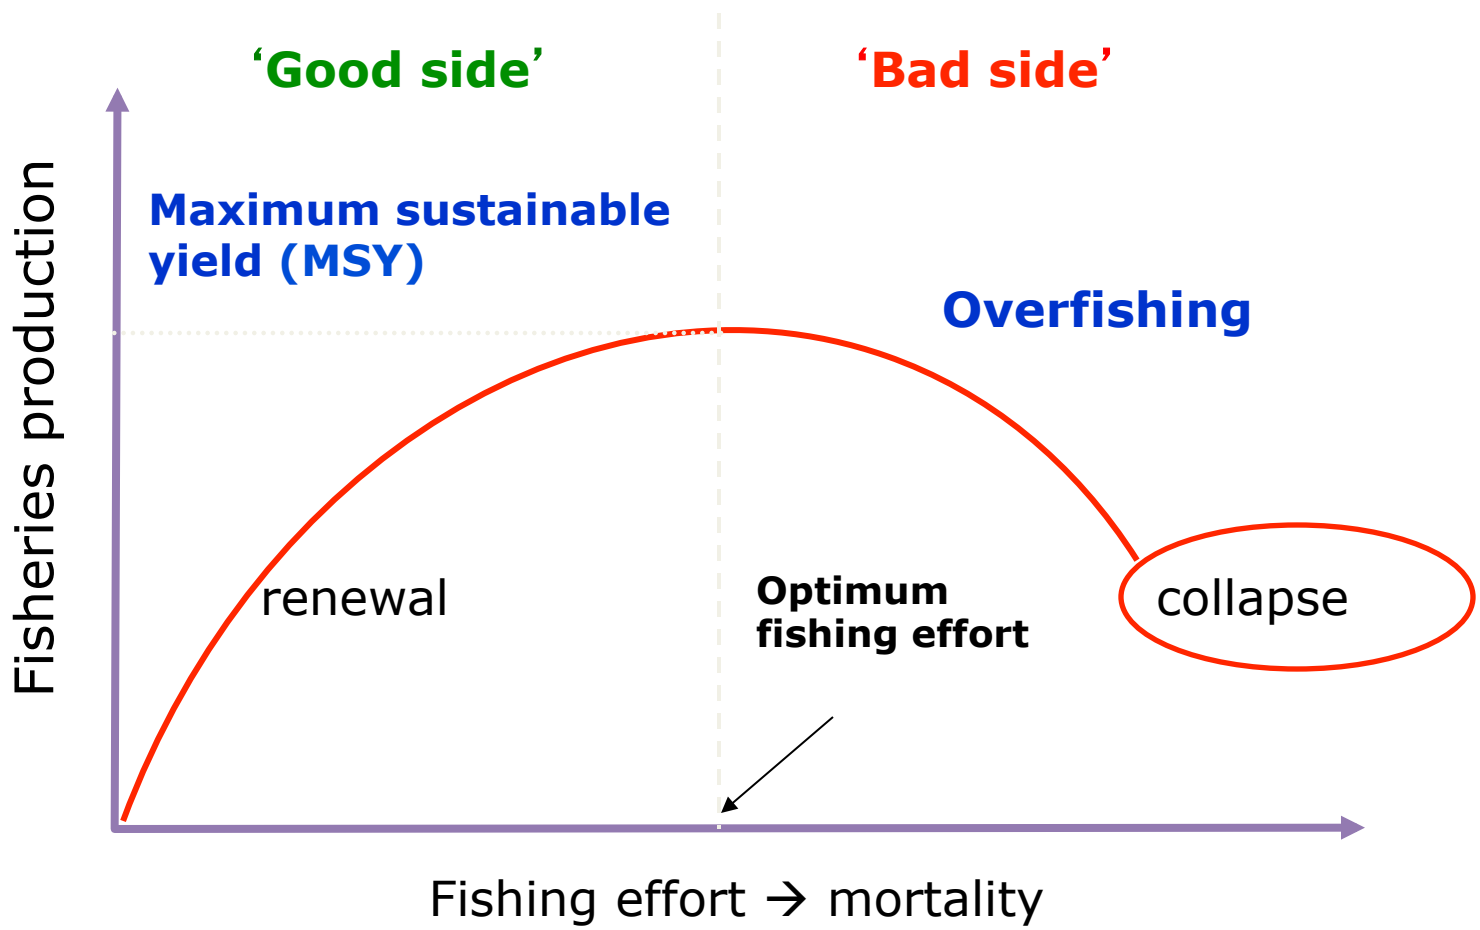 ‘Good side’
‘Bad side’
Maximum sustainable
yield (MSY)
Overfishing
Fisheries production
renewal
Optimum
fishing effort
collapse
Fishing effort → mortality